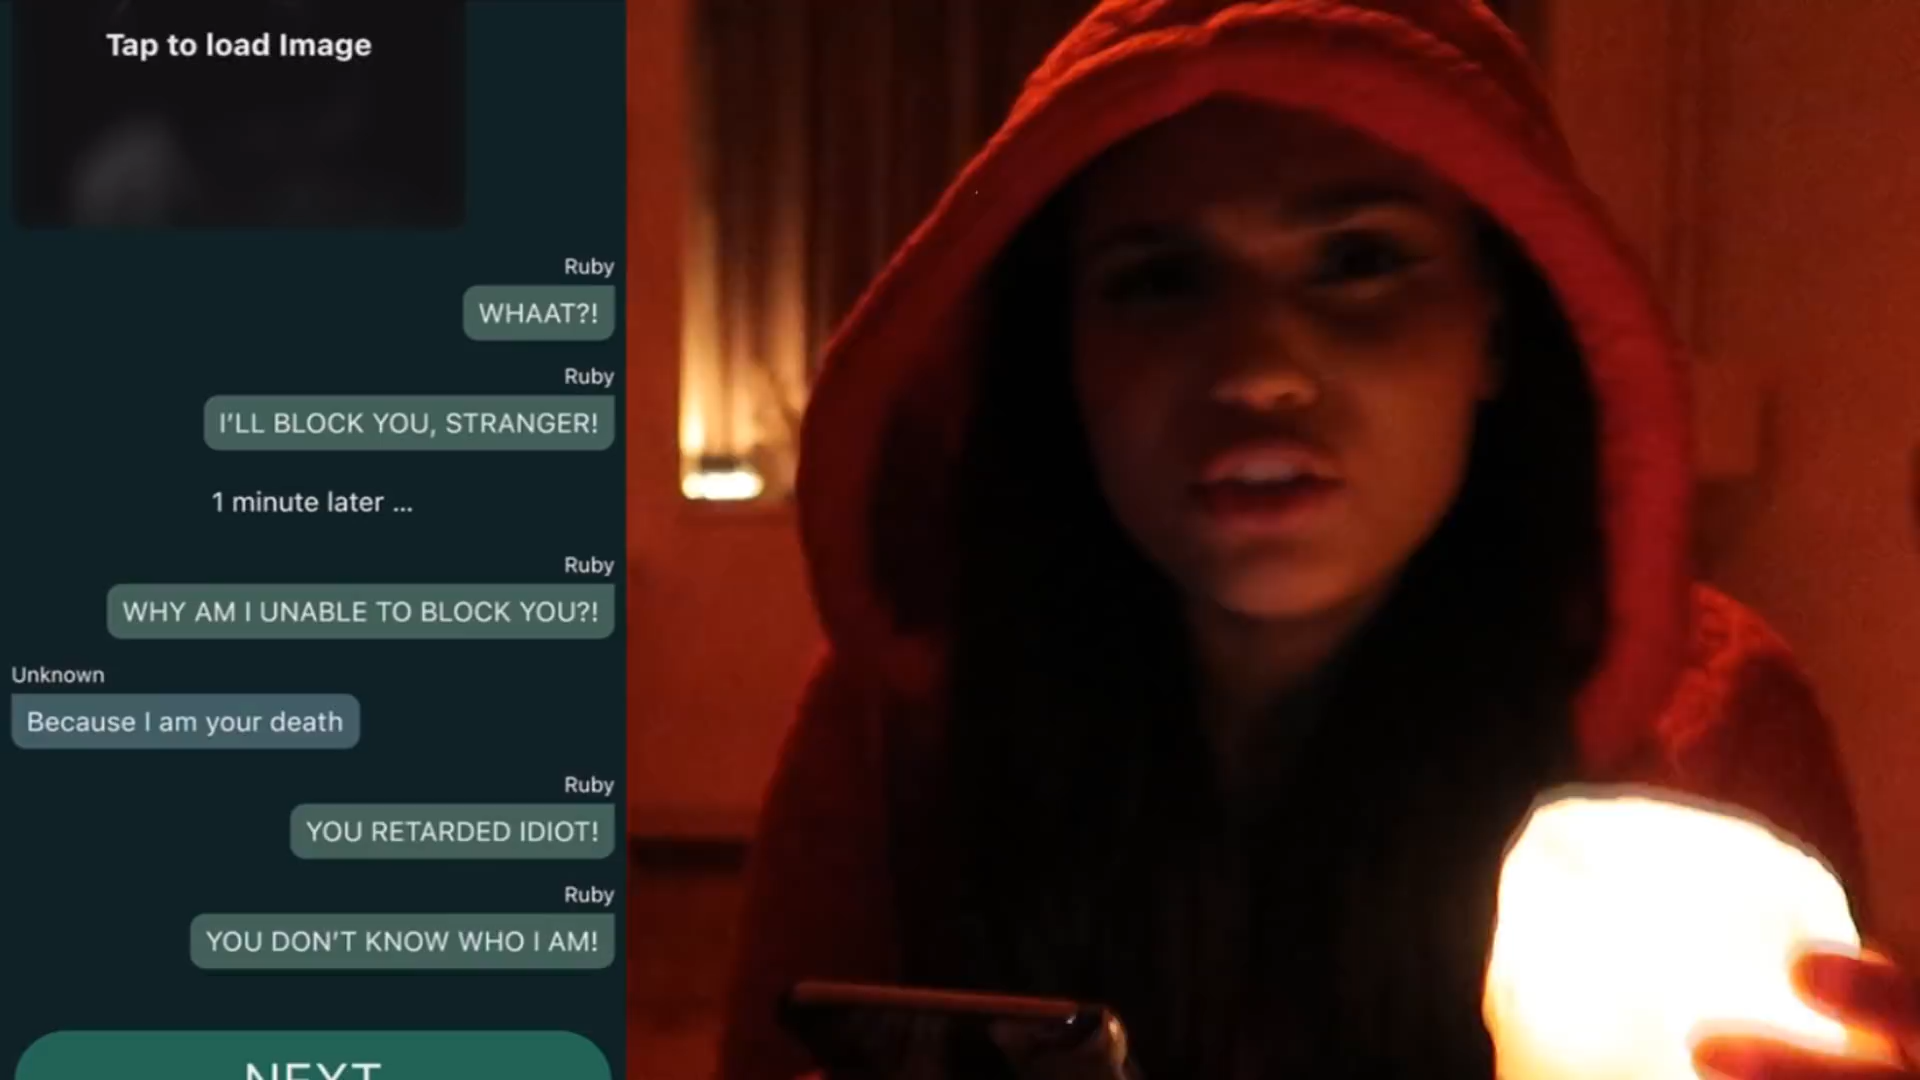 Tap to load Image
Ruby
WHAAT?!
Ruby
I'LL BLOCK YOU, STRANGER!
1 minute later ...
Ruby
WHY AM I UNABLE TO BLOCK YOU?!
Unknown
Because I am your death
Ruby
YOU RETARDED IDIOT!
Ruby
YOU DON'T KNOW WHO I AM!
NEXT